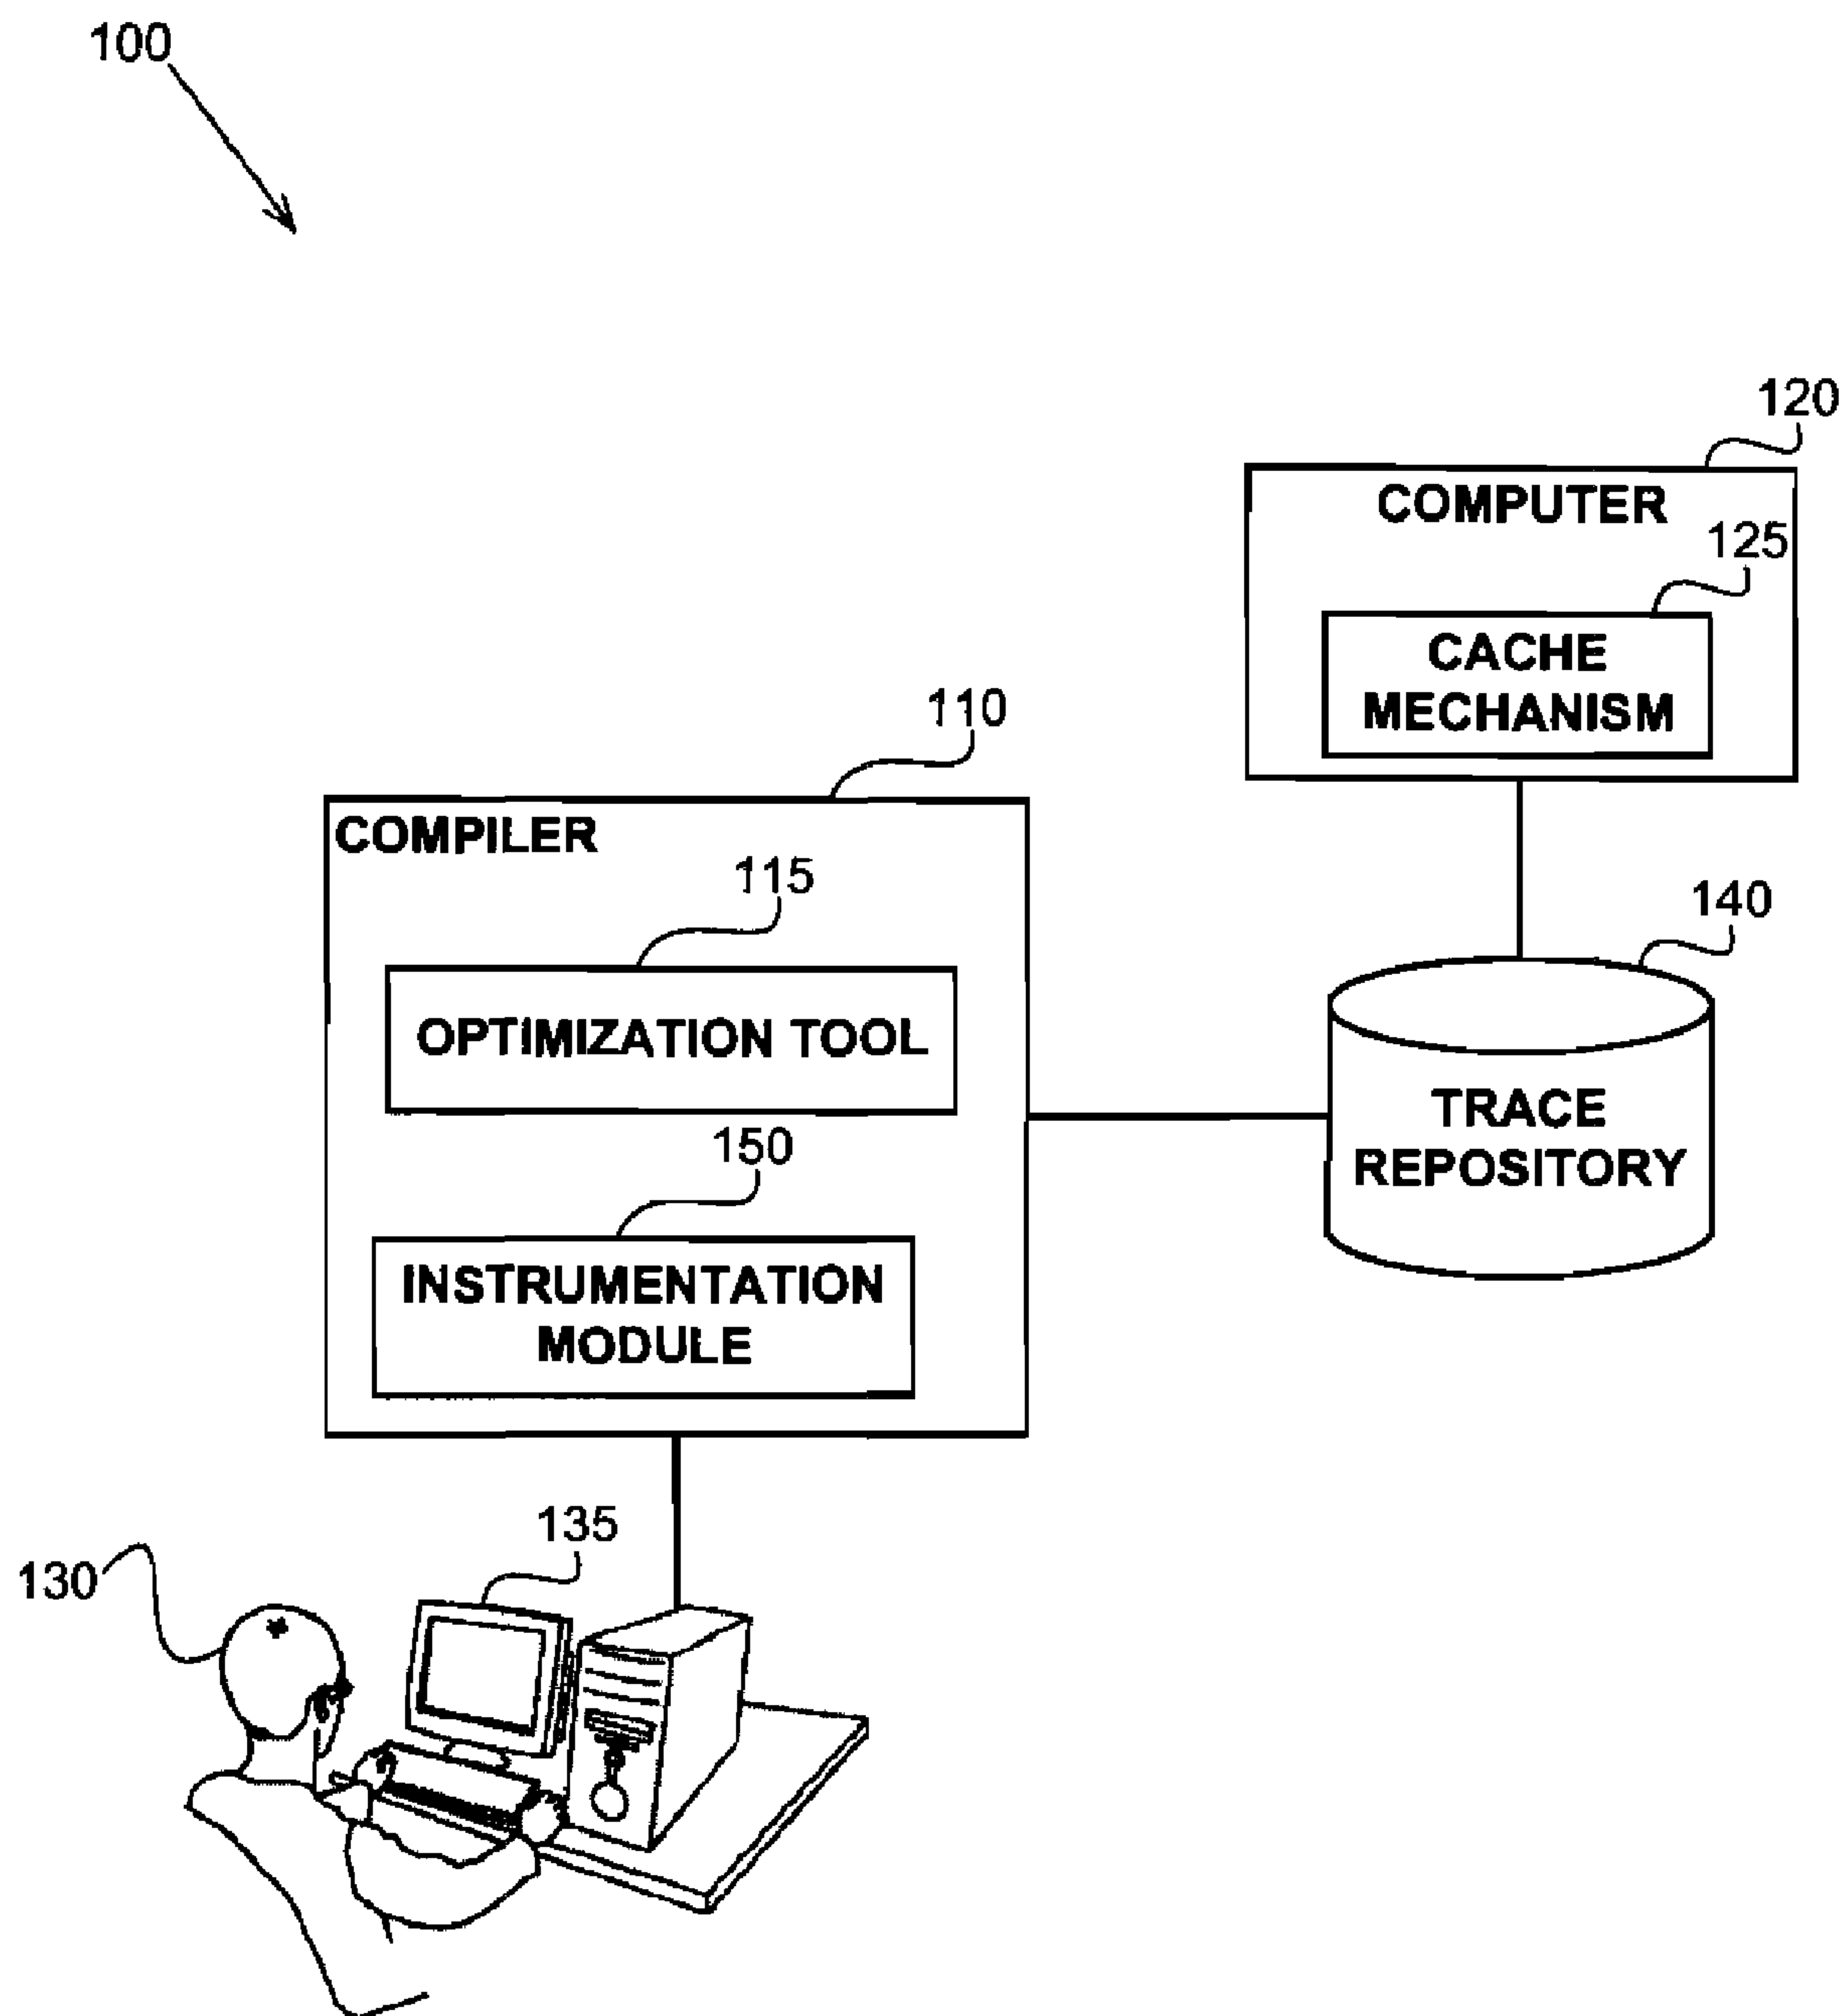 100
120
COMPUTER
125
CACHE
MECHANISM
110
COMPILER
115
OPTIMIZATION TOOL
140
TRACE
REPOSITORY
150
INSTRUMENTATION
MODULE
135
130